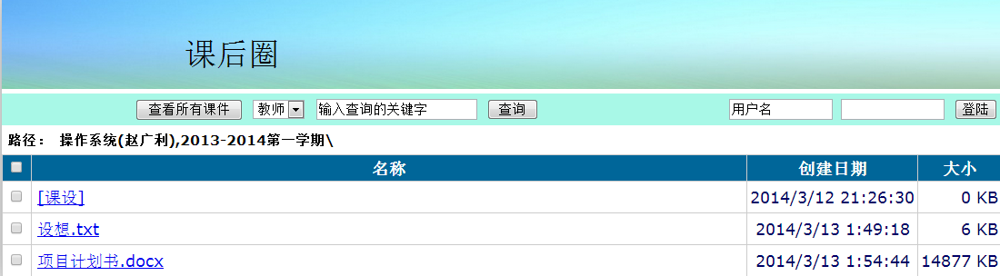 课后圈
查看所有课件 教师 输入查询的关键字 查询 用户名 登陆
路径： 操作系统(赵广利),2013-2014第一学期\
名称 创建日期 大小
[课设] 2014/3/12 21:26:30 0 KB
设想.txt 2014/3/13 1:49:18 6 KB
项目计划书.docx 2014/3/13 1:54:44 14877 KB